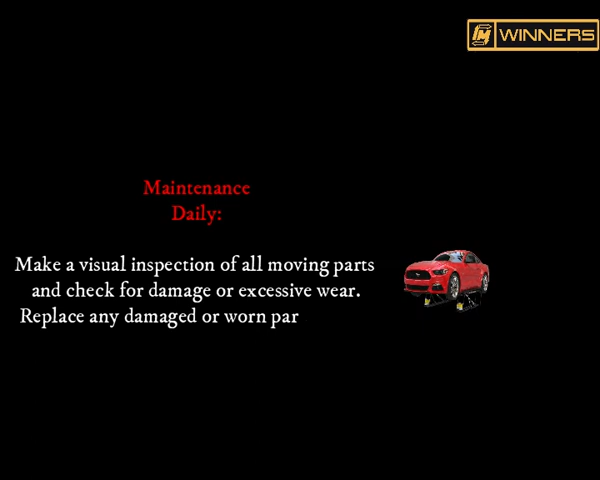 WINNERS
Maintenance
Daily:
Make a visual inspection of all moving parts
and check for damage or excessive wear.
Replace any damaged or worn par